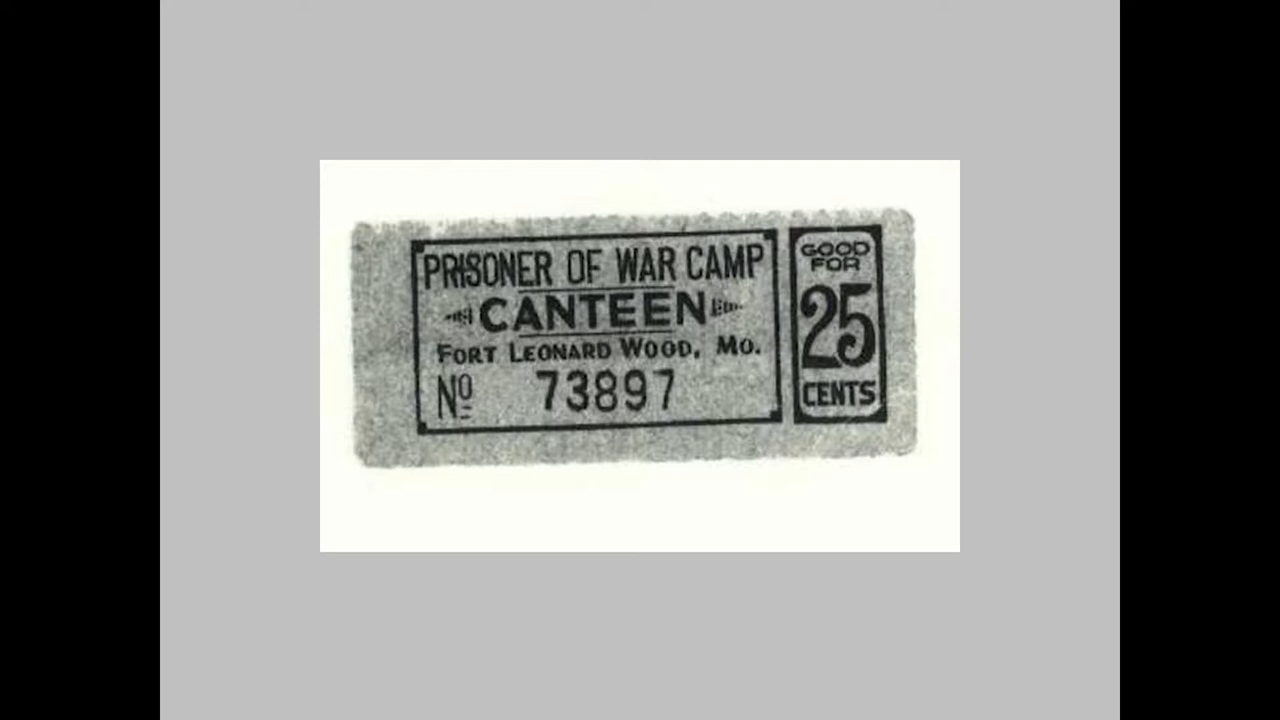 PRISONER OF WAR CAMP
CANTEEN
FORT LEONARD WOOD, MO.
No 73897
GOOD
FOR
25
CENTS